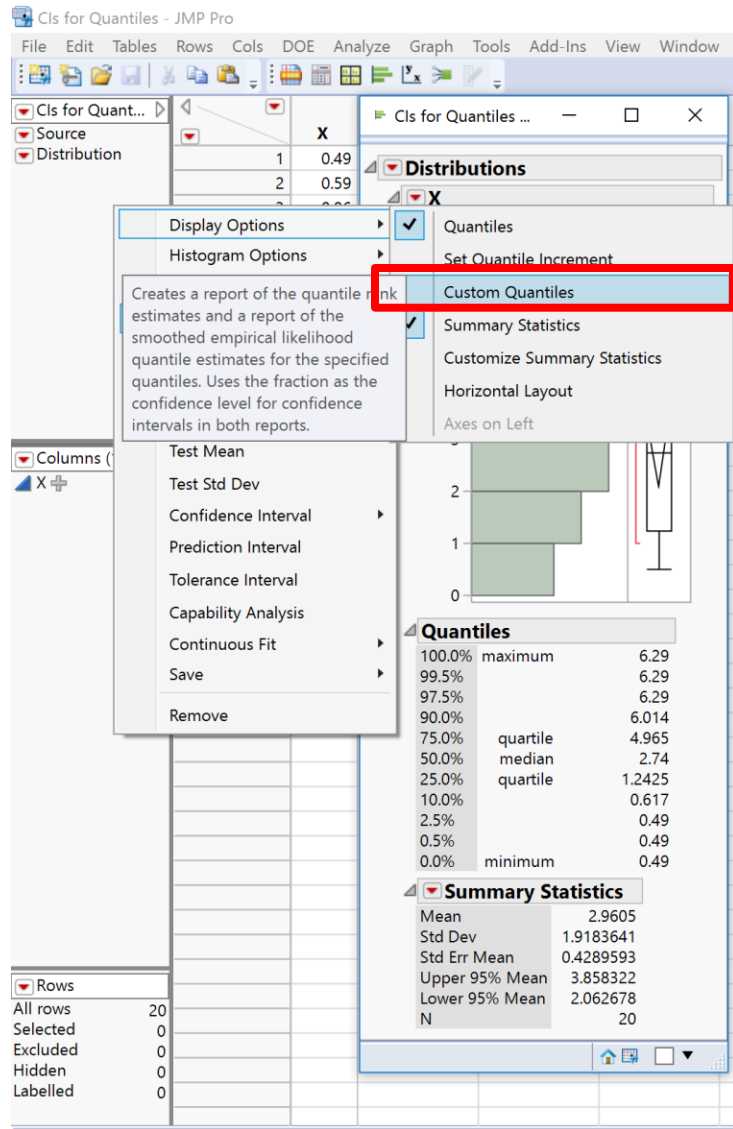 CIs for Quantiles - JMP Pro
File Edit Tables Rows Cols DOE Analyze Graph Tools Add-Ins View Window
CIs for Quant...
Source
Distribution
X
1 0.49
2 0.59
CIs for Quantiles ...
Distributions
X
Display Options
Histogram Options
Quantiles
Set Quantile Increment
Custom Quantiles
Summary Statistics
Customize Summary Statistics
Horizontal Layout
Axes on Left
Creates a report of the quantile rank
estimates and a report of the
smoothed empirical likelihood
quantile estimates for the specified
quantiles. Uses the fraction as the
confidence level for confidence
intervals in both reports.
Test Mean
Test Std Dev
Confidence Interval
Prediction Interval
Tolerance Interval
Capability Analysis
Continuous Fit
Save
Remove
Columns (
X
2
1
0
Quantiles
100.0% maximum 6.29
99.5% 6.29
97.5% 6.29
90.0% 6.014
75.0% quartile 4.965
50.0% median 2.74
25.0% quartile 1.2425
10.0% 0.617
2.5% 0.49
0.5% 0.49
0.0% minimum 0.49
Summary Statistics
Mean 2.9605
Std Dev 1.9183641
Std Err Mean 0.4289593
Upper 95% Mean 3.858322
Lower 95% Mean 2.062678
N 20
Rows
All rows 20
Selected 0
Excluded 0
Hidden 0
Labelled 0